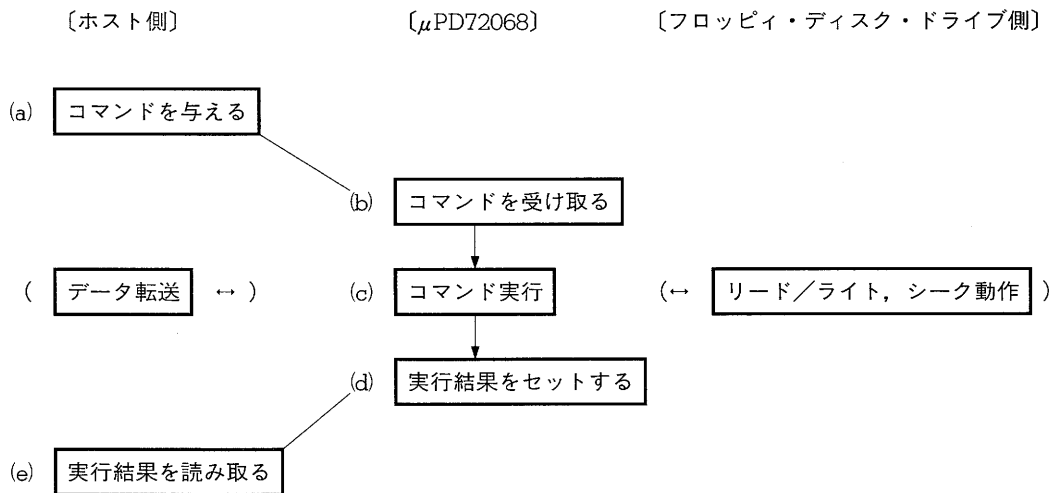 〔ホスト側〕 〔μPD72068〕 〔フロッピィ・ディスク・ドライブ側〕
(a) コマンドを与える
(b) コマンドを受け取る
( データ転送 ↔ ) (c) コマンド実行 (↔ リード／ライト，シーク動作 )
(d) 実行結果をセットする
(e) 実行結果を読み取る